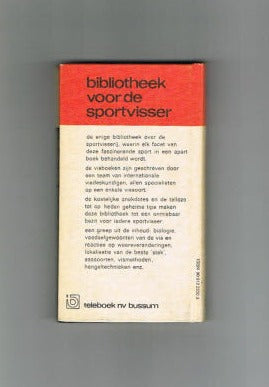 bibliotheek
voor de
sportvisser
de enige bibliotheek over de
sportvisserij, waarin elk facet van
deze fascinerende sport in een apart
boek behandeld wordt.
de visboeken zijn geschreven door
een team van internationale
visdeskundigen, allen specialisten
op een enkele vissoort.
de kostelijke anekdotes en de talloze
tot op heden geheime tips maken
deze bibliotheek tot een onmisbaar
bezit voor iedere sportvisser.
een greep uit de inhoud: biologie,
voedselgewoonten van de vis en
reacties op weersveranderingen,
lokalisatie van de beste 'stek',
aassoorten, vismethoden,
hengeltechnieken enz.
teleboek nv bussum
ISBN